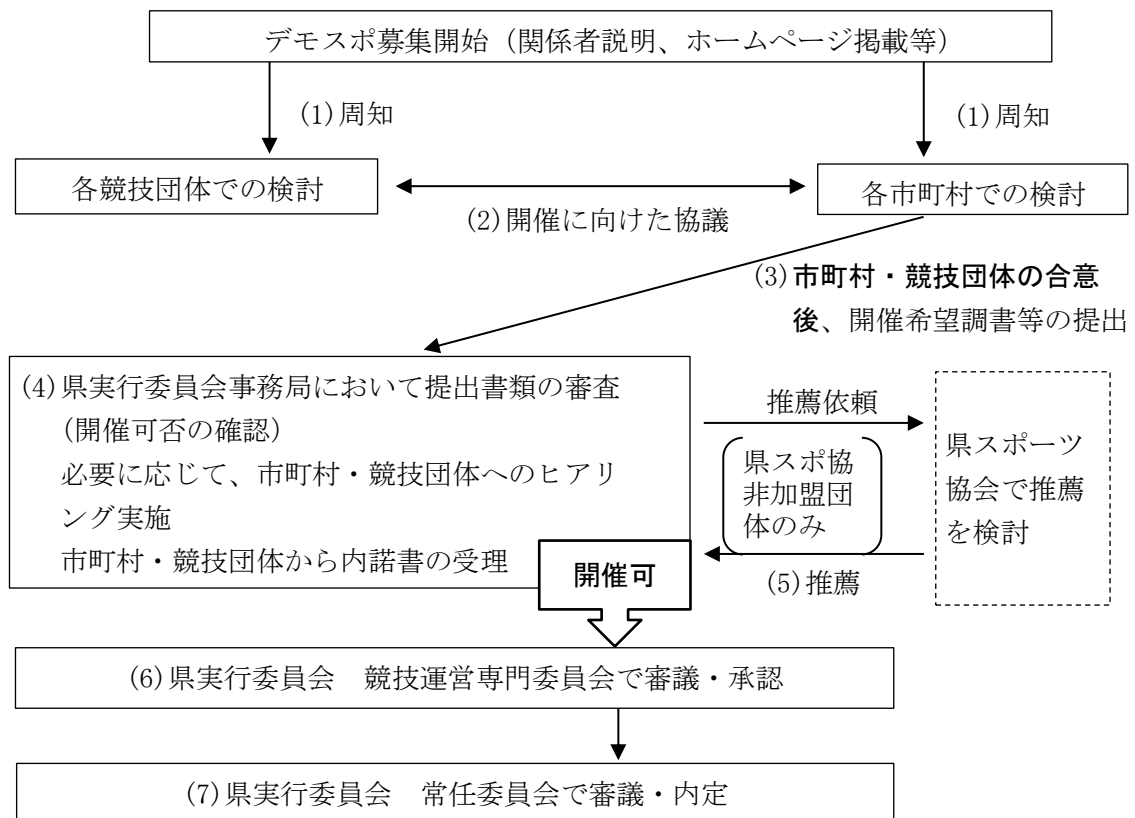 デモスポ募集開始（関係者説明、ホームページ掲載等）
(1)周知
(1)周知
各競技団体での検討
各市町村での検討
(2)開催に向けた協議
(3)市町村・競技団体の合意
後、開催希望調書等の提出
(4)県実行委員会事務局において提出書類の審査
（開催可否の確認）
必要に応じて、市町村・競技団体へのヒアリ
ング実施
市町村・競技団体から内諾書の受理
推薦依頼
県スポ協
非加盟団
体のみ
(5)推薦
県スポーツ
協会で推薦
を検討
開催可
(6)県実行委員会　競技運営専門委員会で審議・承認
(7)県実行委員会　常任委員会で審議・内定